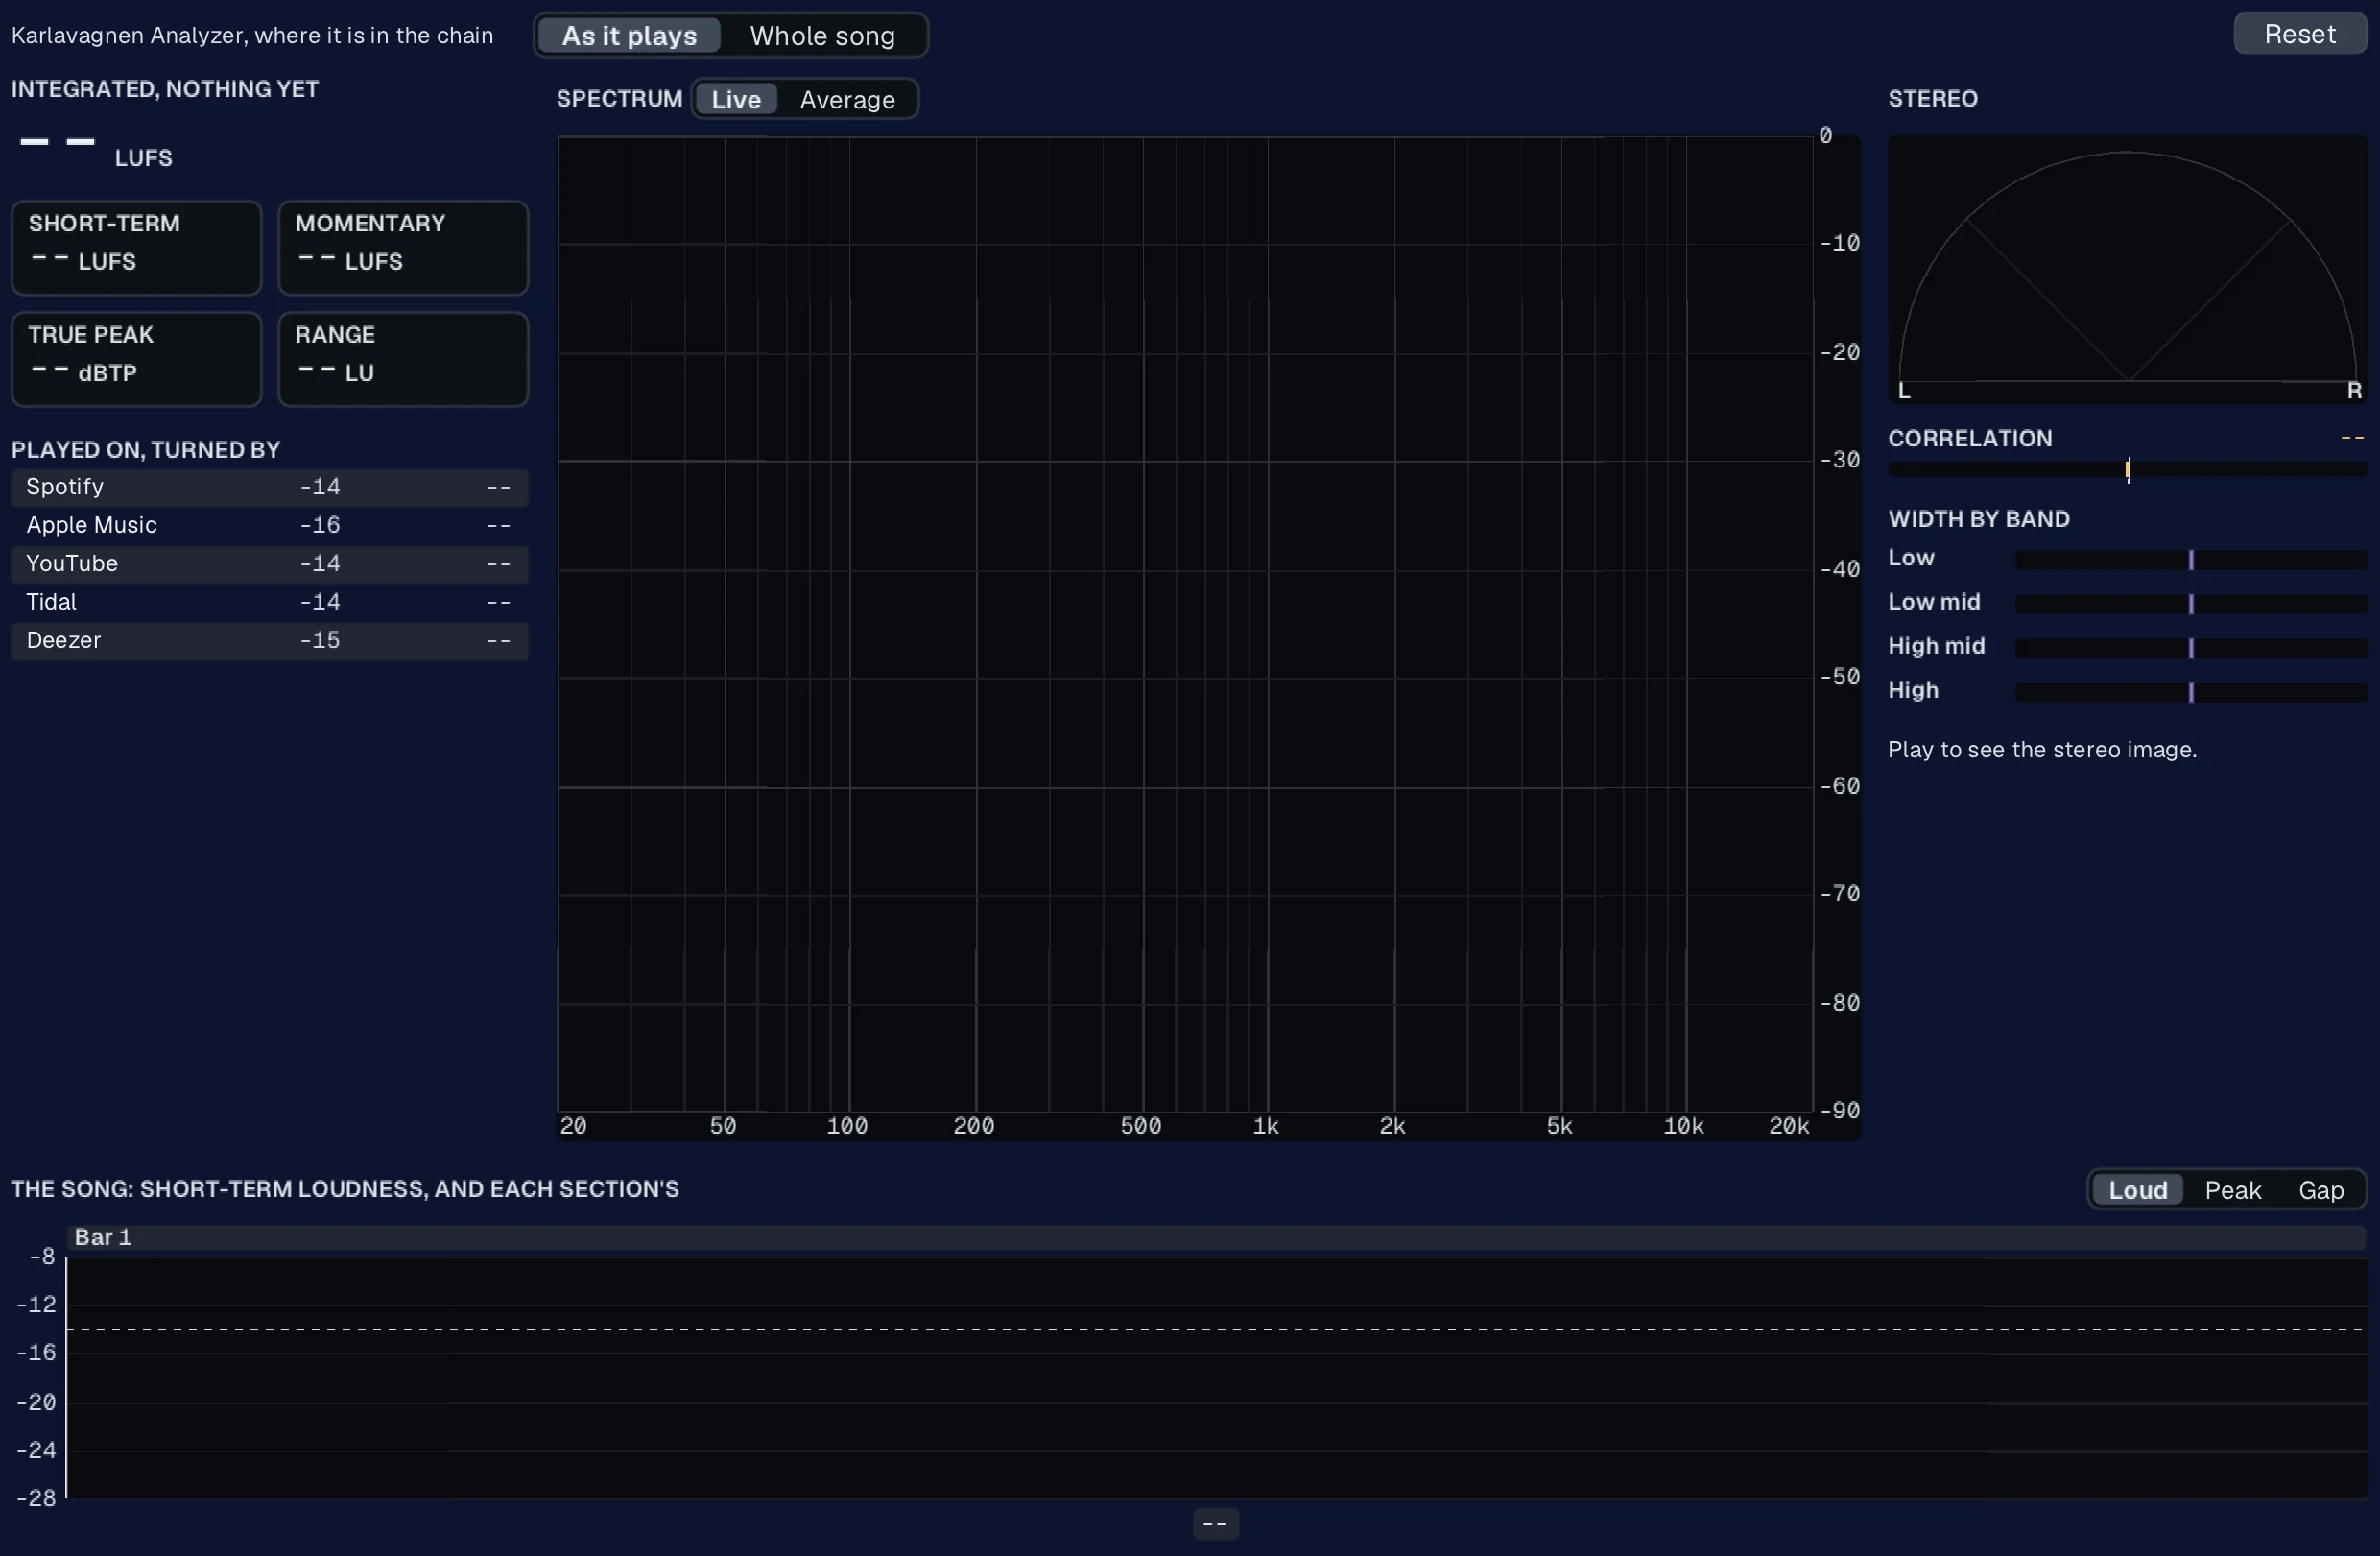 Karlavagnen Analyzer, where it is in the chain
As it plays
Whole song
Reset
INTEGRATED, NOTHING YET
-- LUFS
SHORT-TERM
-- LUFS
MOMENTARY
-- LUFS
TRUE PEAK
-- dBTP
RANGE
-- LU
PLAYED ON, TURNED BY
Spotify -14 --
Apple Music -16 --
YouTube -14 --
Tidal -14 --
Deezer -15 --
SPECTRUM
Live
Average
0
-10
-20
-30
-40
-50
-60
-70
-80
-90
20 50 100 200 500 1k 2k 5k 10k 20k
STEREO
L R
CORRELATION --
WIDTH BY BAND
Low
Low mid
High mid
High
Play to see the stereo image.
THE SONG: SHORT-TERM LOUDNESS, AND EACH SECTION'S
Loud
Peak
Gap
Bar 1
-8
-12
-16
-20
-24
-28
--